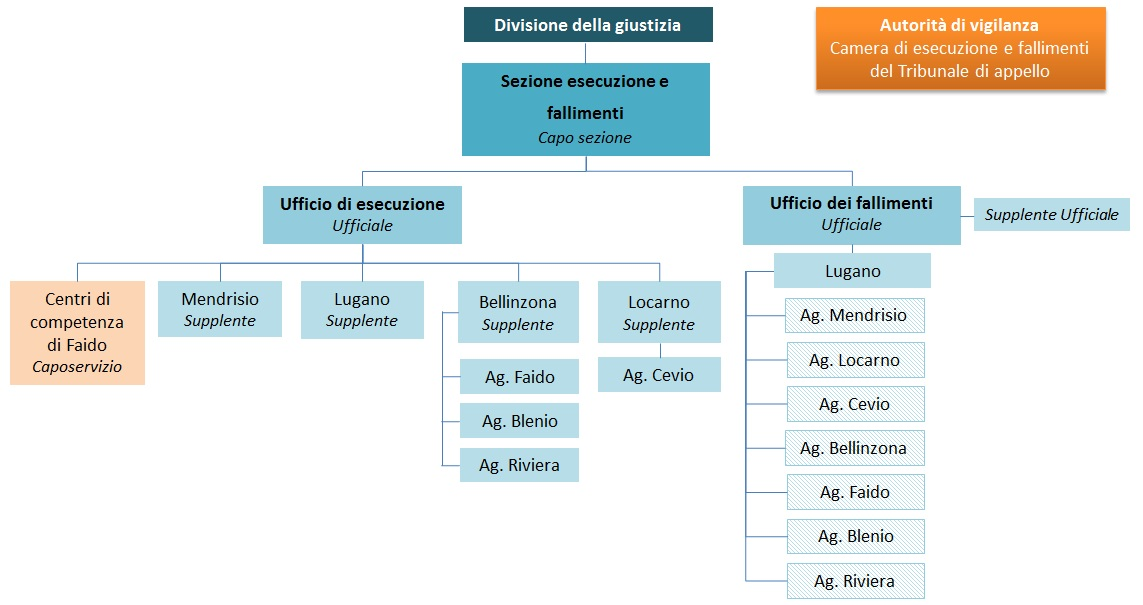 Divisione della giustizia
Autorità di vigilanza
Camera di esecuzione e fallimenti
del Tribunale di appello
Sezione esecuzione e
fallimenti
Capo sezione
Ufficio di esecuzione
Ufficiale
Ufficio dei fallimenti
Ufficiale
Supplente Ufficiale
Centri di
competenza
di Faido
Caposervizio
Mendrisio
Supplente
Lugano
Supplente
Bellinzona
Supplente
Ag. Faido
Ag. Blenio
Ag. Riviera
Locarno
Supplente
Ag. Cevio
Lugano
Ag. Mendrisio
Ag. Locarno
Ag. Cevio
Ag. Bellinzona
Ag. Faido
Ag. Blenio
Ag. Riviera